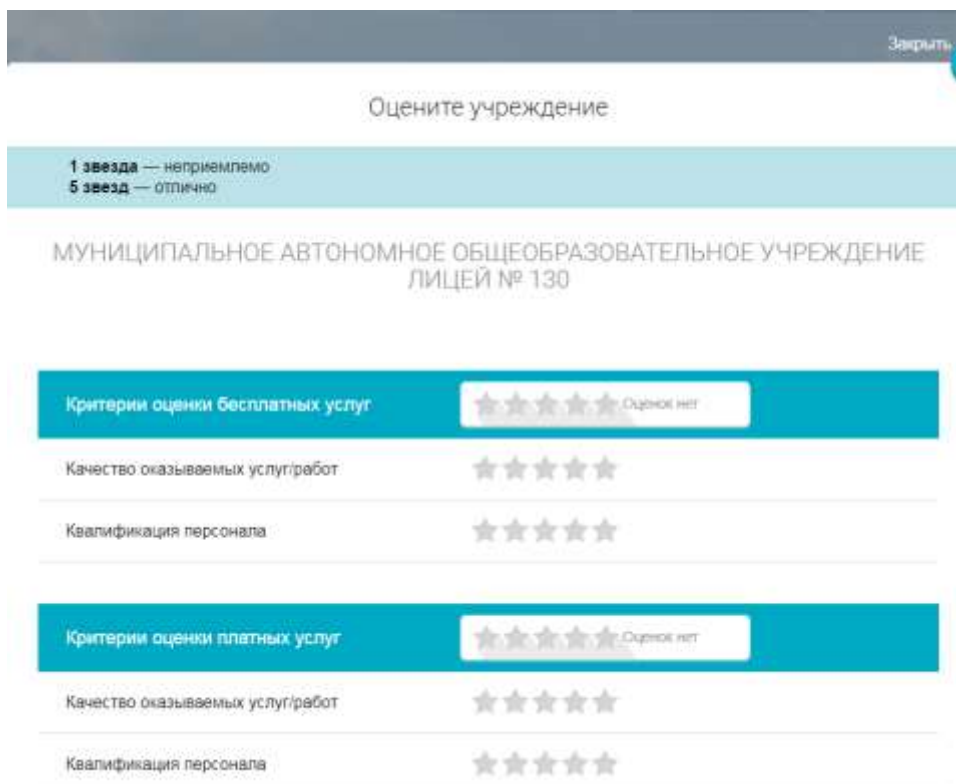 Закрыть
Оцените учреждение
1 звезда — неприемлемо
5 звезд — отлично
МУНИЦИПАЛЬНОЕ АВТОНОМНОЕ ОБЩЕОБРАЗОВАТЕЛЬНОЕ УЧРЕЖДЕНИЕ
ЛИЦЕЙ № 130
Критерии оценки бесплатных услуг Оценок нет
Качество оказываемых услуг/работ
Квалификация персонала
Критерии оценки платных услуг Оценок нет
Качество оказываемых услуг/работ
Квалификация персонала